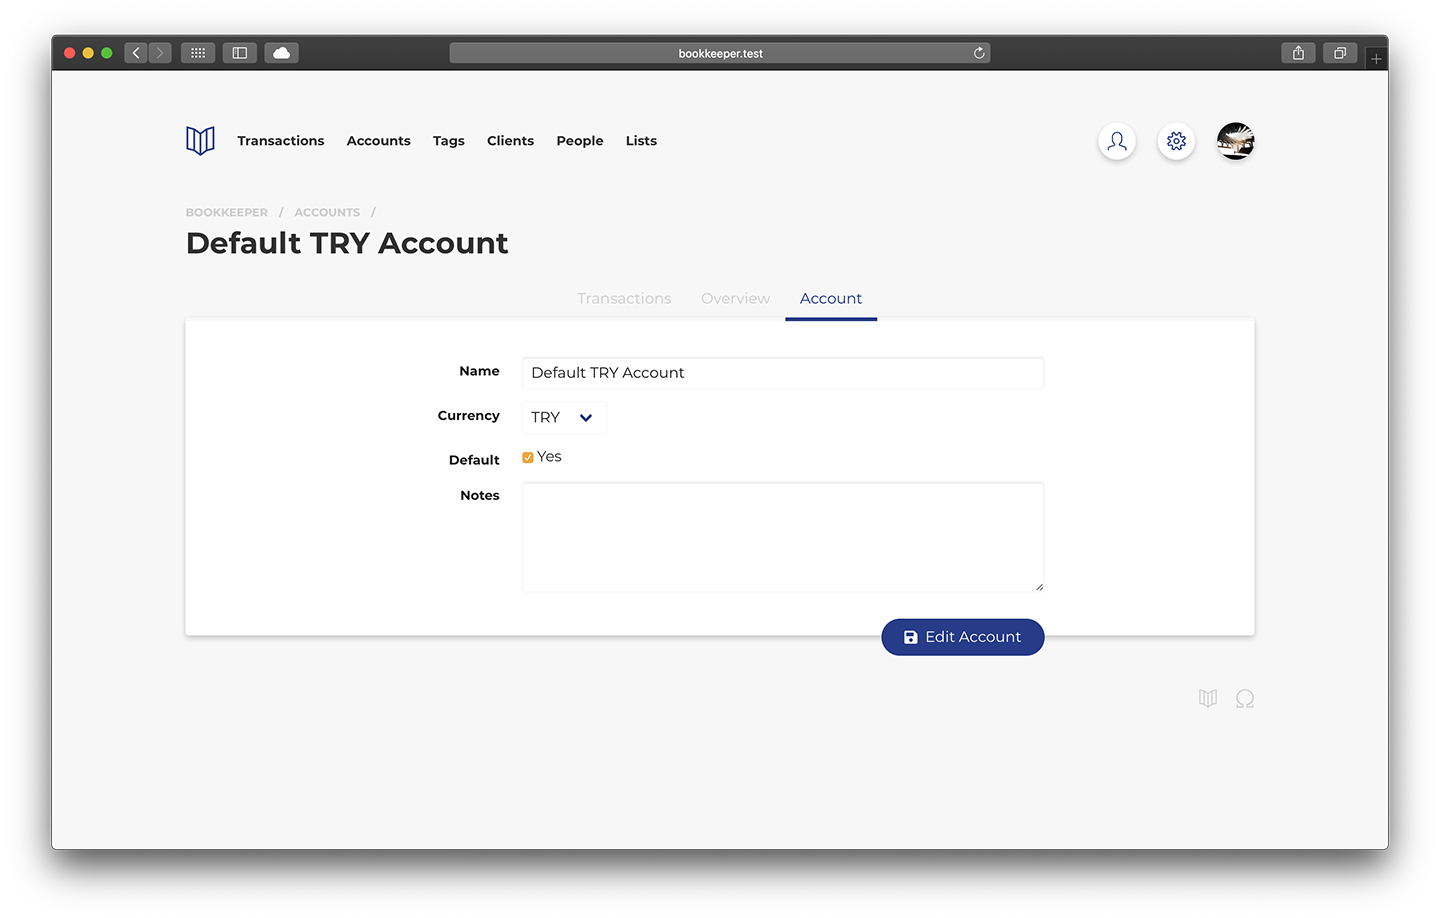 bookkeeper.test
Transactions Accounts Tags Clients People Lists
BOOKKEEPER / ACCOUNTS /
Default TRY Account
Transactions Overview Account
Name Default TRY Account
Currency TRY
Default Yes
Notes
Edit Account